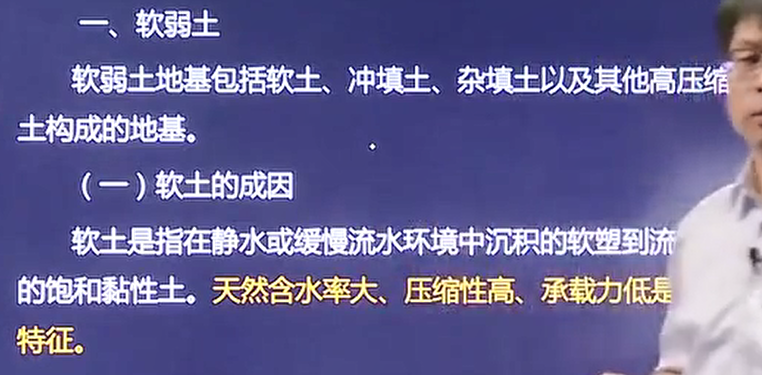 一、软弱土
软弱土地基包括软土、冲填土、杂填土以及其他高压缩
土构成的地基。
（一）软土的成因
软土是指在静水或缓慢流水环境中沉积的软塑到流
的饱和黏性土。天然含水率大、压缩性高、承载力低是
特征。